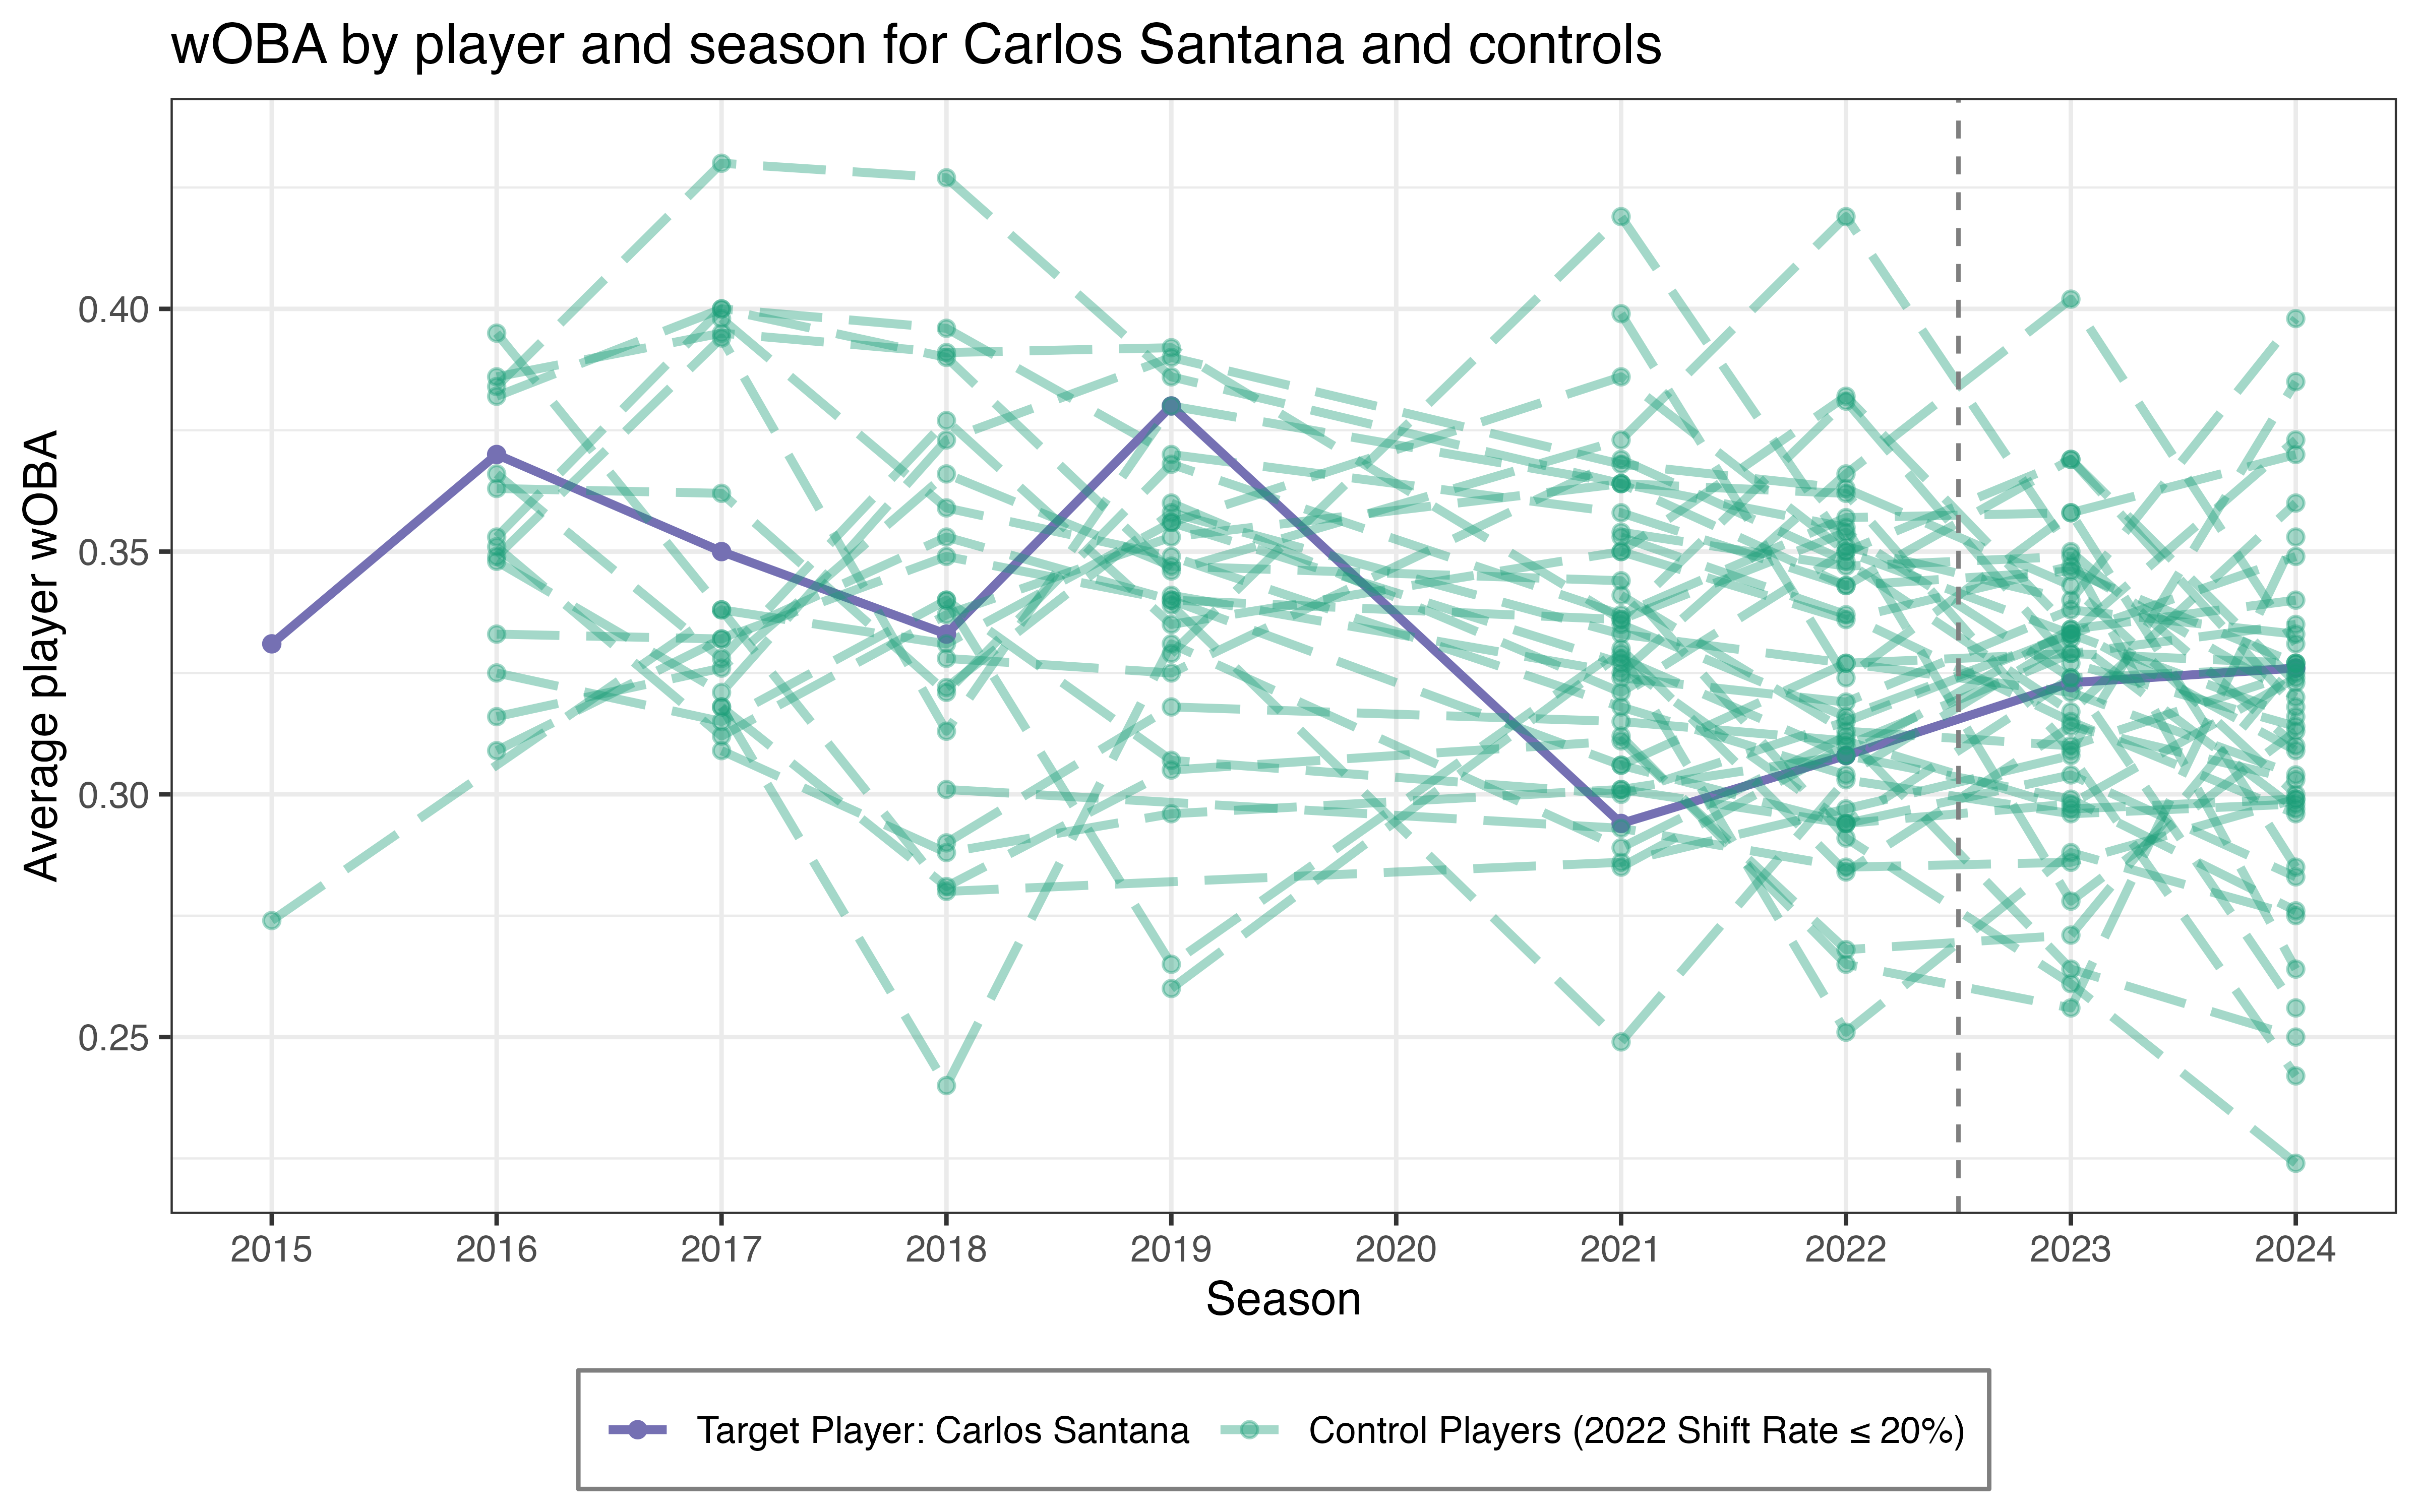 wOBA by player and season for Carlos Santana and controls
Average player wOBA
0.40
0.35
0.30
0.25
2015 2016 2017 2018 2019 2020 2021 2022 2023 2024
Season
Target Player: Carlos Santana Control Players (2022 Shift Rate ≤ 20%)